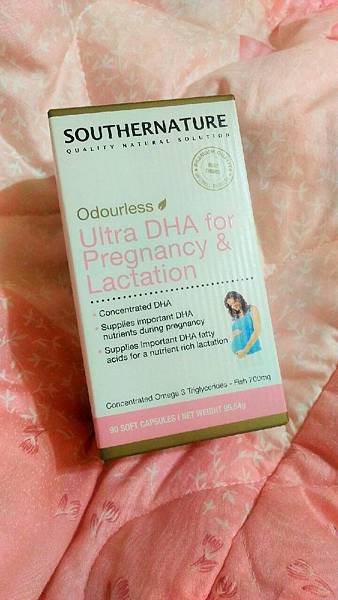 SOUTHERNATURE
QUALITY NATURAL SOLUTION
Odourless
Ultra DHA for
Pregnancy &
Lactation
Concentrated DHA
Supplies important DHA
nutrients during pregnancy
Supplies important DHA fatty
acids for a nutrient rich lactation
Concentrated Omega 3 Triglycerides - Fish 700mg
90 SOFT CAPSULES | NET WEIGHT 95.64g